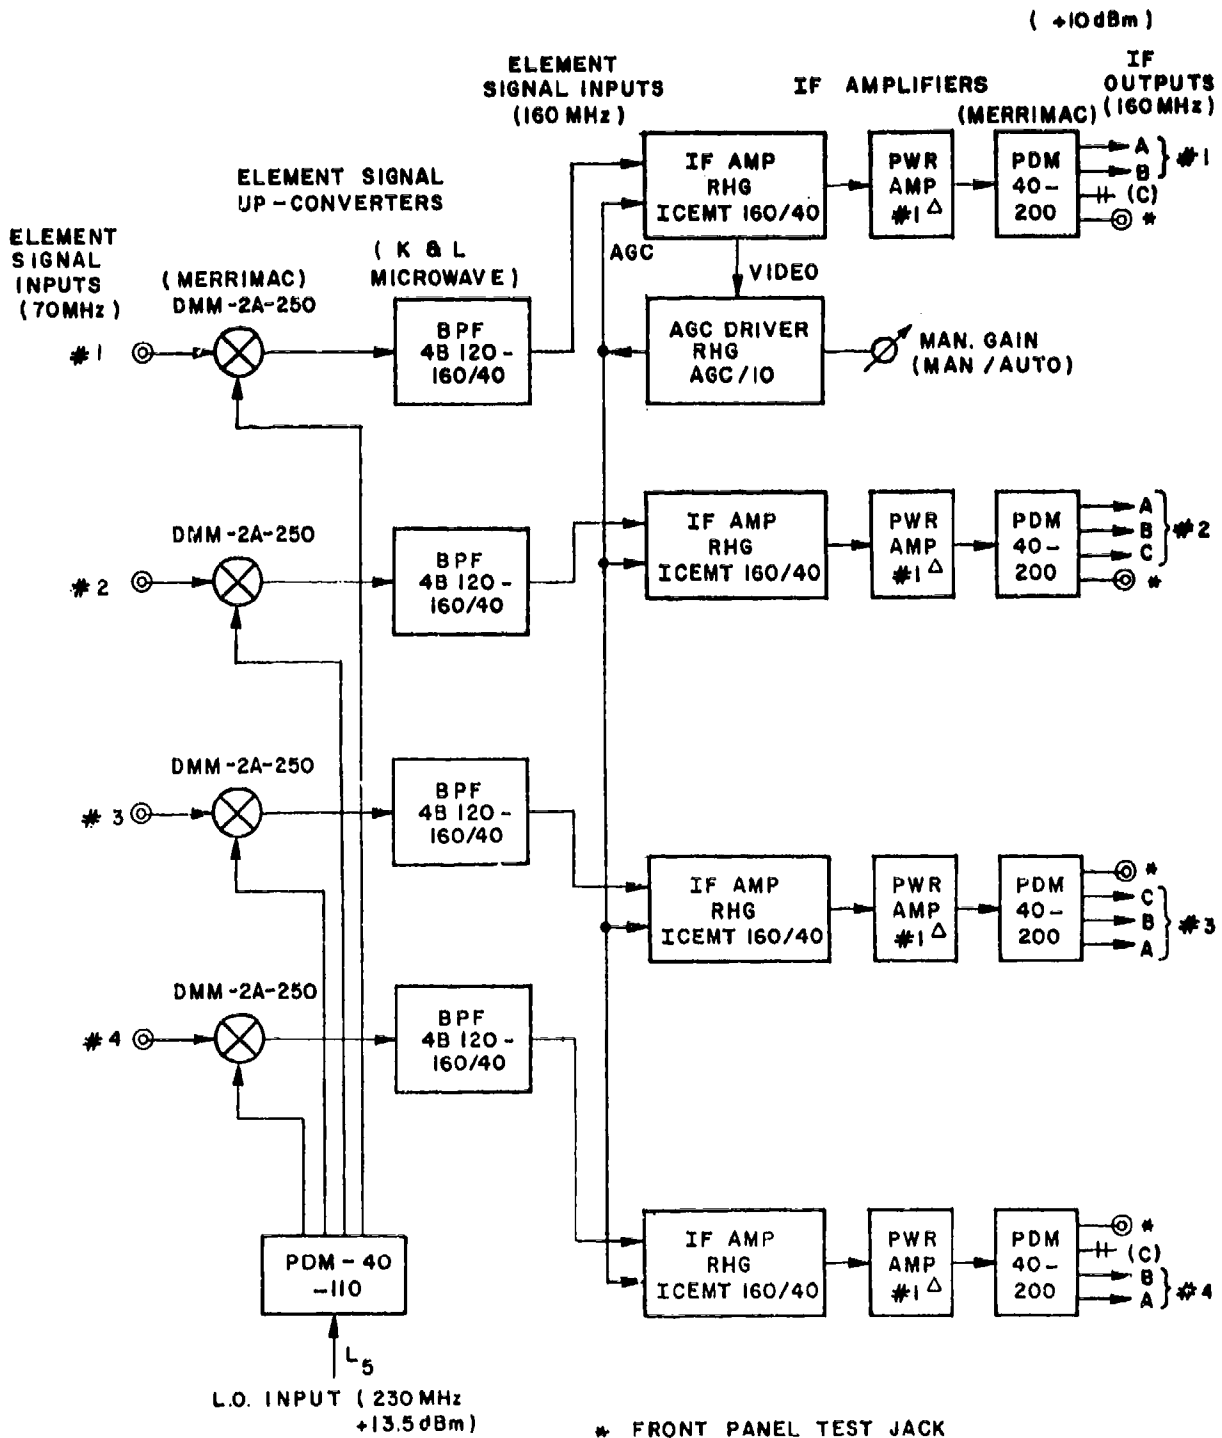 ( +10 dBm )
ELEMENT
SIGNAL INPUTS
(160 MHz)
IF AMPLIFIERS
(MERRIMAC)
IF
OUTPUTS
(160 MHz)
ELEMENT SIGNAL
UP-CONVERTERS
ELEMENT
SIGNAL
INPUTS
(70MHz)
(MERRIMAC)
DMM-2A-250
( K & L
MICROWAVE)
#1
BPF
4B 120-
160/40
IF AMP
RHG
ICEMT 160/40
PWR
AMP
#1 Δ
PDM
40-
200
A
B
(C)
*
#1
AGC
VIDEO
AGC DRIVER
RHG
AGC/10
MAN. GAIN
(MAN /AUTO)
DMM-2A-250
#2
BPF
4B 120-
160/40
IF AMP
RHG
ICEMT 160/40
PWR
AMP
#1 Δ
PDM
40-
200
A
B
C
*
#2
DMM-2A-250
#3
BPF
4B 120-
160/40
IF AMP
RHG
ICEMT 160/40
PWR
AMP
#1 Δ
PDM
40-
200
*
C
B
A
#3
DMM-2A-250
#4
BPF
4B 120-
160/40
IF AMP
RHG
ICEMT 160/40
PWR
AMP
#1 Δ
PDM
40-
200
*
(C)
B
A
#4
PDM-40
-110
L5
L.O. INPUT ( 230 MHz
+13.5 dBm)
* FRONT PANEL TEST JACK